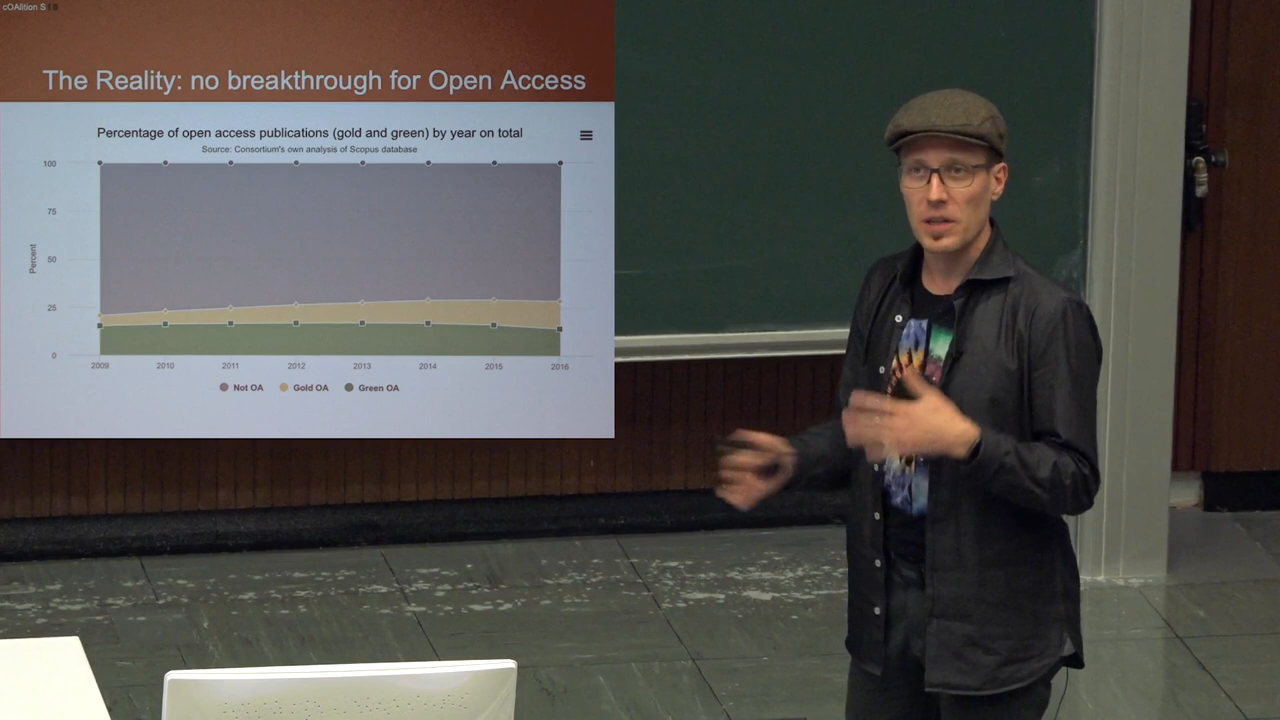 cOAlition S
The Reality: no breakthrough for Open Access
Percentage of open access publications (gold and green) by year on total
Source: Consortium's own analysis of Scopus database
100
75
50
25
0
Percent
2009 2010 2011 2012 2013 2014 2015 2016
Not OA Gold OA Green OA